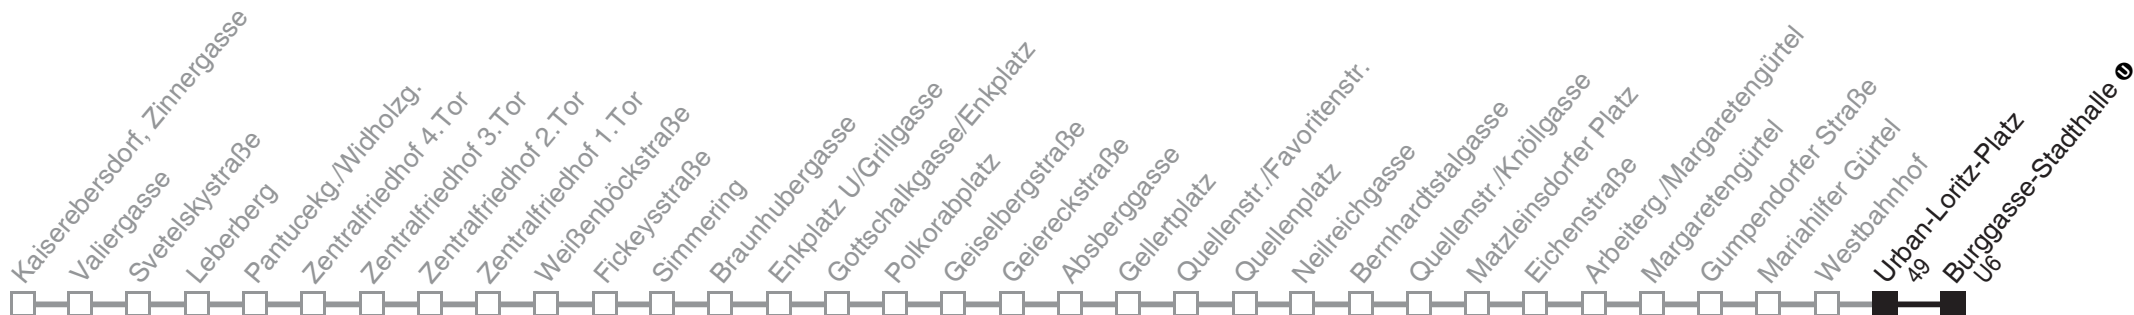 Kaiserebersdorf, Zinnergasse
Valiergasse
Svetelskystraße
Leberberg
Pantucekg./Widholzg.
Zentralfriedhof 4.Tor
Zentralfriedhof 3.Tor
Zentralfriedhof 2.Tor
Zentralfriedhof 1.Tor
Weißenböckstraße
Fickeysstraße
Simmering
Braunhubergasse
Enkplatz U/Grillgasse
Gottschalkgasse/Enkplatz
Polkorabplatz
Geiselbergstraße
Geiereckstraße
Absberggasse
Gellertplatz
Quellenstr./Favoritenstr.
Quellenplatz
Neilreichgasse
Bernhardtstalgasse
Quellenstr./Knöllgasse
Matzleinsdorfer Platz
Eichenstraße
Arbeiterg./Margaretengürtel
Margaretengürtel
Gumpendorfer Straße
Mariahilfer Gürtel
Westbahnhof
Urban-Loritz-Platz
49
Burggasse-Stadthalle U
U6